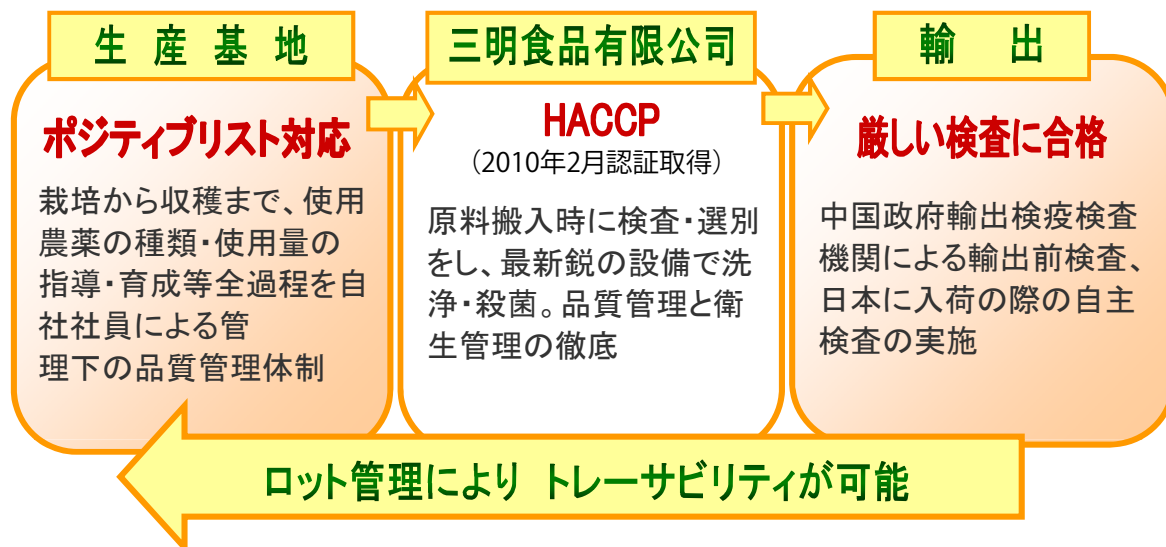 生産基地
ポジティブリスト対応
栽培から収穫まで、使用
農薬の種類・使用量の
指導・育成等全過程を自
社社員による管
理下の品質管理体制
三明食品有限公司
HACCP
（2010年2月認証取得）
原料搬入時に検査・選別
をし、最新鋭の設備で洗
浄・殺菌。品質管理と衛
生管理の徹底
輸出
厳しい検査に合格
中国政府輸出検疫検査
機関による輸出前検査、
日本に入荷の際の自主
検査の実施
ロット管理により トレーサビリティが可能